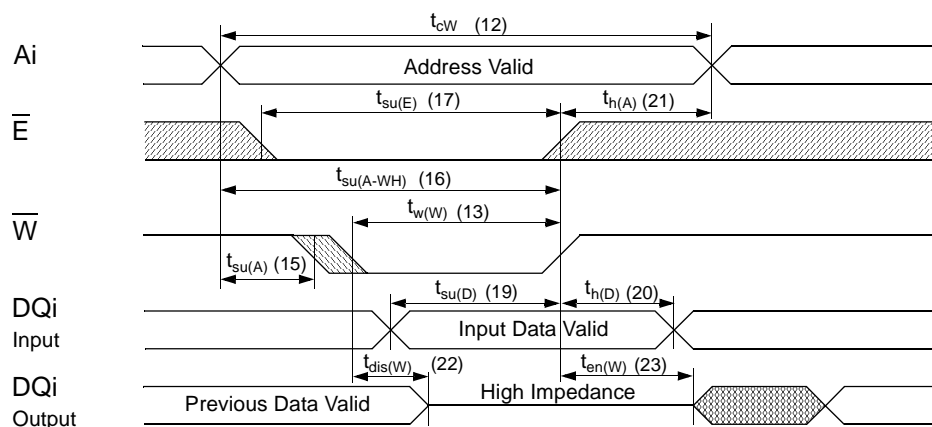 t_cW (12)
Ai
Address Valid
t_su(E) (17)
t_h(A) (21)
E̅
t_su(A-WH) (16)
t_w(W) (13)
W̅
t_su(A) (15)
t_su(D) (19)
t_h(D) (20)
DQi
Input
Input Data Valid
t_dis(W) (22)
t_en(W) (23)
DQi
Output
Previous Data Valid
High Impedance